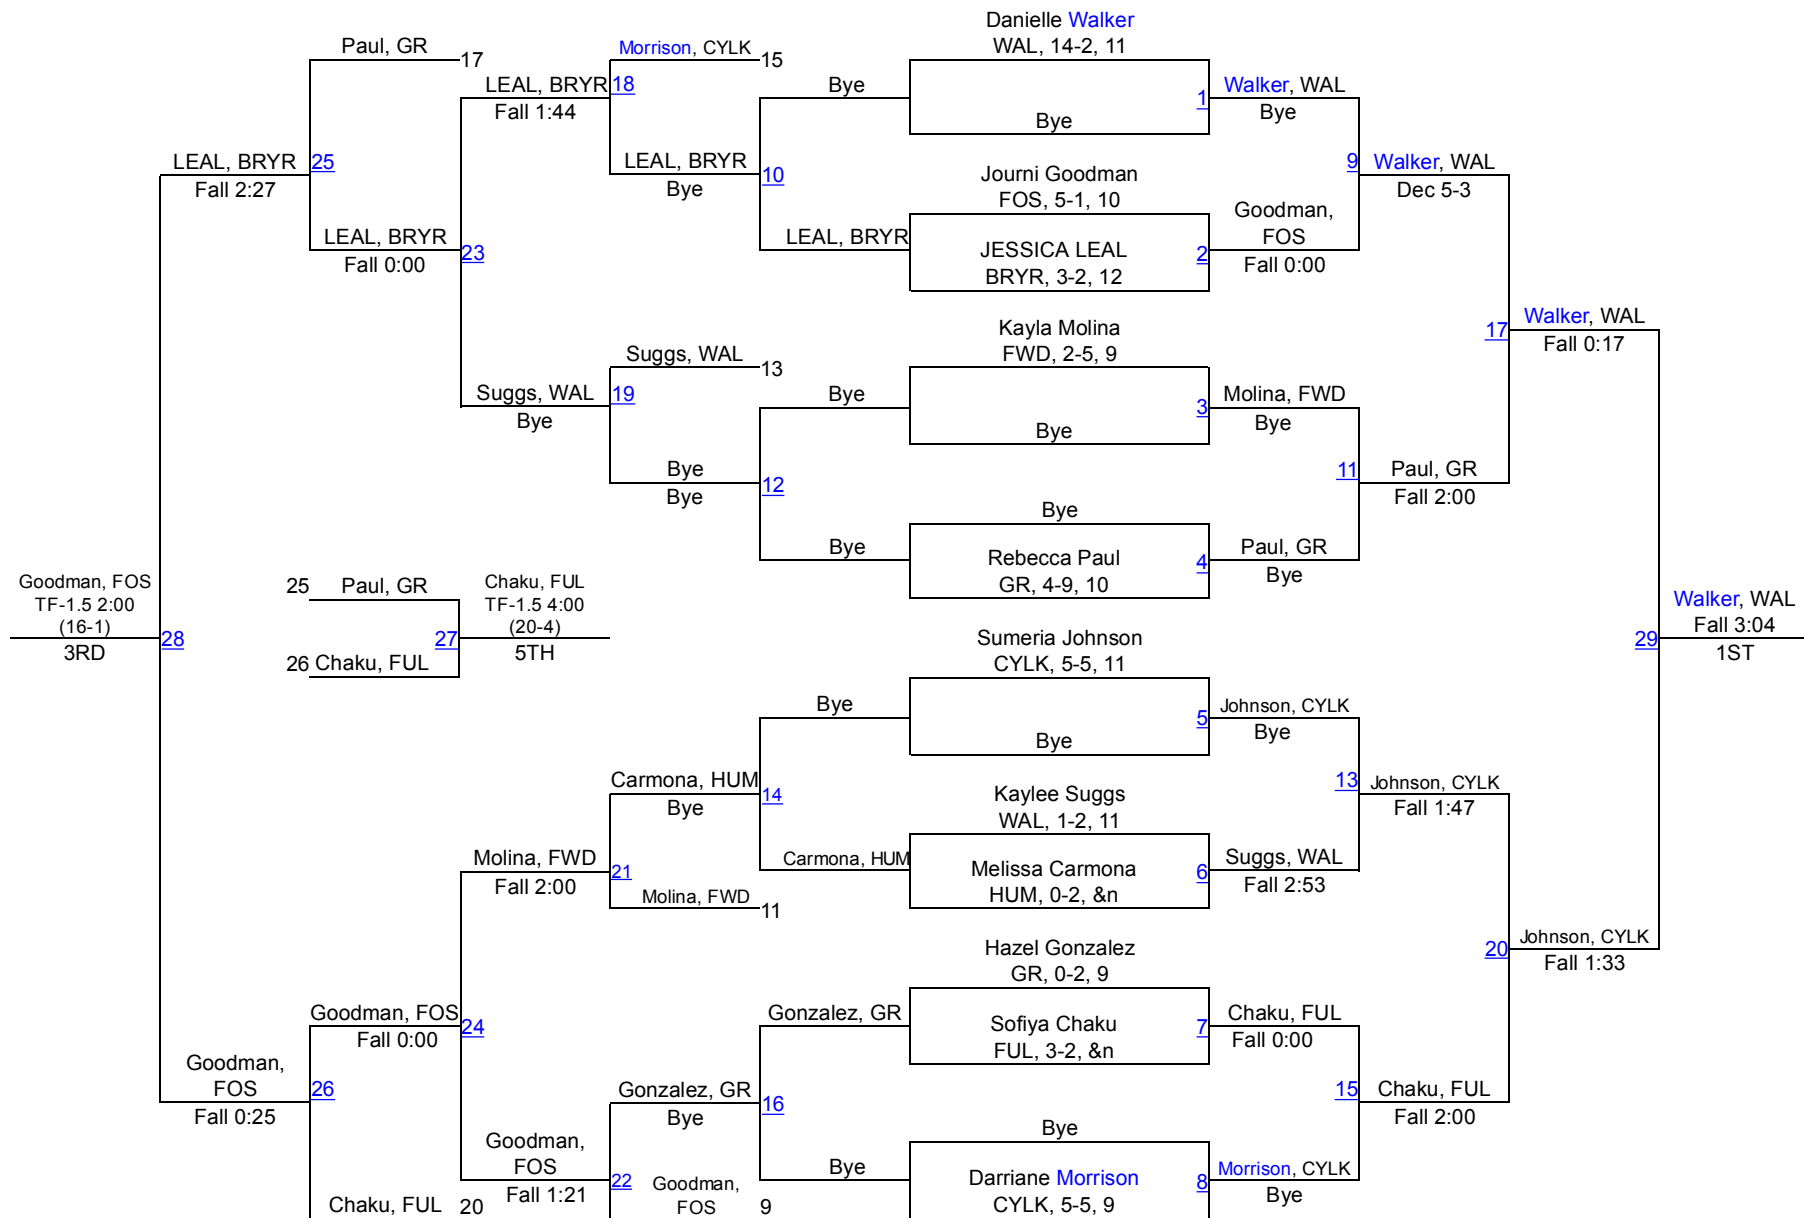 Danielle Walker
WAL, 14-2, 11
Paul, GR
17
Morrison, CYLK
15
LEAL, BRYR
18
Fall 1:44
Bye
1
Walker, WAL
Bye
Bye
LEAL, BRYR
25
Fall 2:27
LEAL, BRYR
10
Bye
Journi Goodman
FOS, 5-1, 10
9
Walker, WAL
Dec 5-3
LEAL, BRYR
23
Fall 0:00
LEAL, BRYR
JESSICA LEAL
BRYR, 3-2, 12
2
Goodman,
FOS
Fall 0:00
Kayla Molina
FWD, 2-5, 9
17
Walker, WAL
Fall 0:17
Suggs, WAL
13
Suggs, WAL
19
Bye
Bye
3
Molina, FWD
Bye
Bye
Bye
12
Bye
11
Paul, GR
Fall 2:00
Bye
Bye
Rebecca Paul
GR, 4-9, 10
4
Paul, GR
Bye
Goodman, FOS
TF-1.5 2:00
(16-1)
28
3RD
25
Paul, GR
Chaku, FUL
TF-1.5 4:00
(20-4)
27
5TH
26
Chaku, FUL
Walker, WAL
Fall 3:04
29
1ST
Sumeria Johnson
CYLK, 5-5, 11
Bye
5
Johnson, CYLK
Bye
Bye
Carmona, HUM
14
Bye
Kaylee Suggs
WAL, 1-2, 11
13
Johnson, CYLK
Fall 1:47
Molina, FWD
21
Fall 2:00
Carmona, HUM
Melissa Carmona
HUM, 0-2, &n
6
Suggs, WAL
Fall 2:53
Molina, FWD
11
Hazel Gonzalez
GR, 0-2, 9
20
Johnson, CYLK
Fall 1:33
Goodman, FOS
24
Fall 0:00
Gonzalez, GR
Sofiya Chaku
FUL, 3-2, &n
7
Chaku, FUL
Fall 0:00
Goodman,
FOS
26
Fall 0:25
Gonzalez, GR
16
Bye
15
Chaku, FUL
Fall 2:00
Bye
Goodman,
FOS
22
Fall 1:21
Bye
Darriane Morrison
CYLK, 5-5, 9
8
Morrison, CYLK
Bye
Chaku, FUL
20
Goodman,
FOS
9